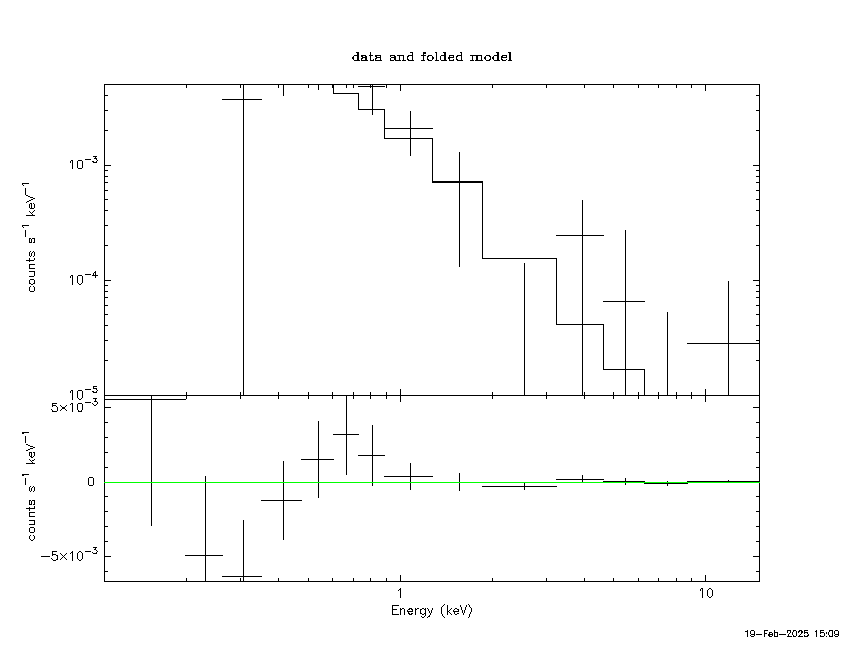 data and folded model
counts s⁻¹ keV⁻¹
10⁻³
10⁻⁴
10⁻⁵
counts s⁻¹ keV⁻¹
5×10⁻³
0
−5×10⁻³
1 10
Energy (keV)
19-Feb-2025 15:09